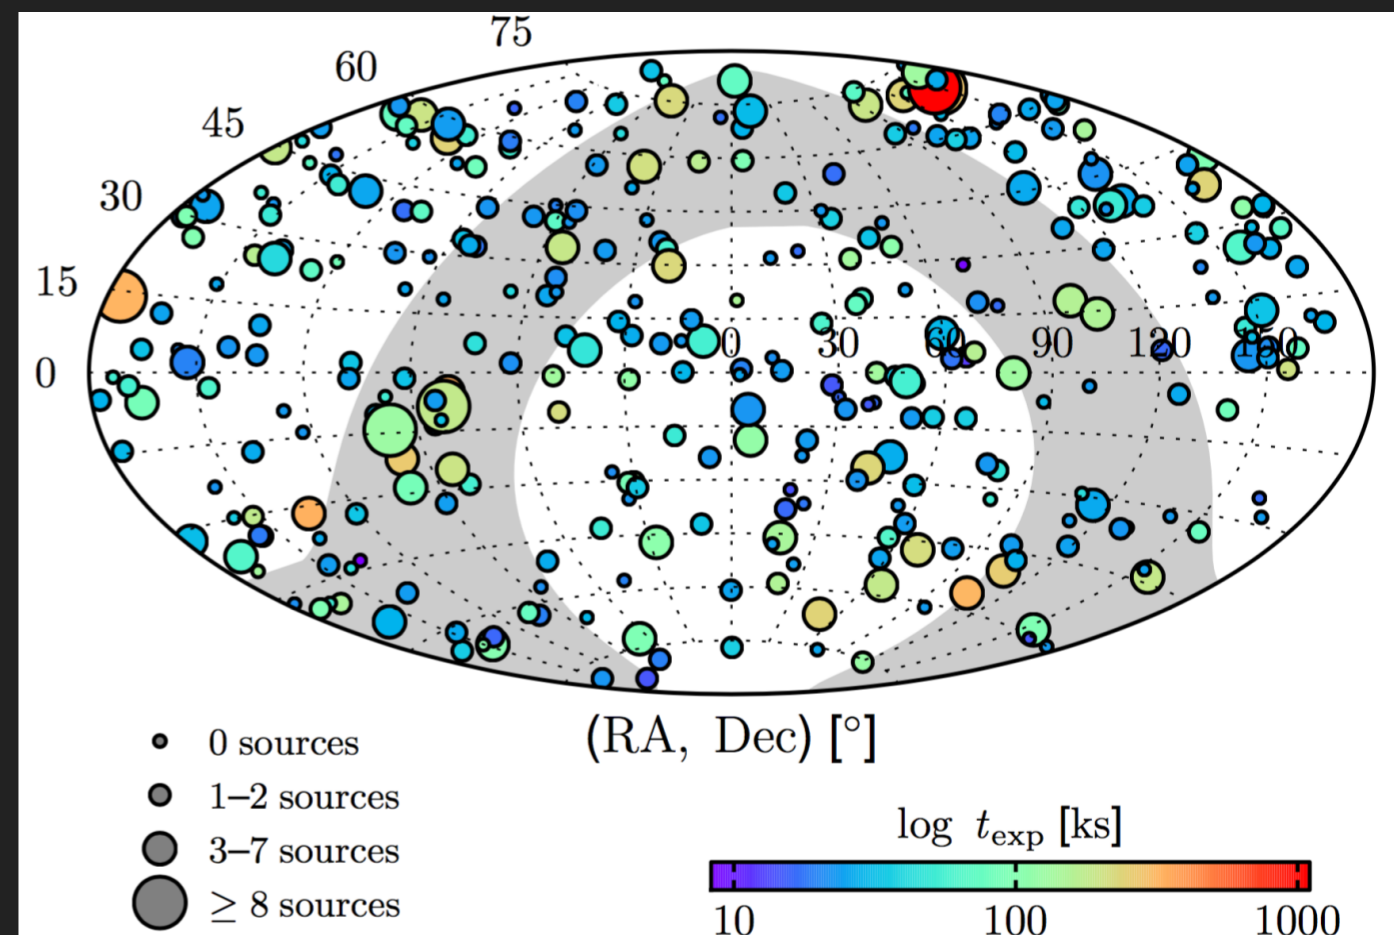 75
60
45
30
15
0
0 30 60 90 120 150
(RA, Dec) [°]
0 sources
1–2 sources
3–7 sources
≥ 8 sources
log t_exp [ks]
10 100 1000